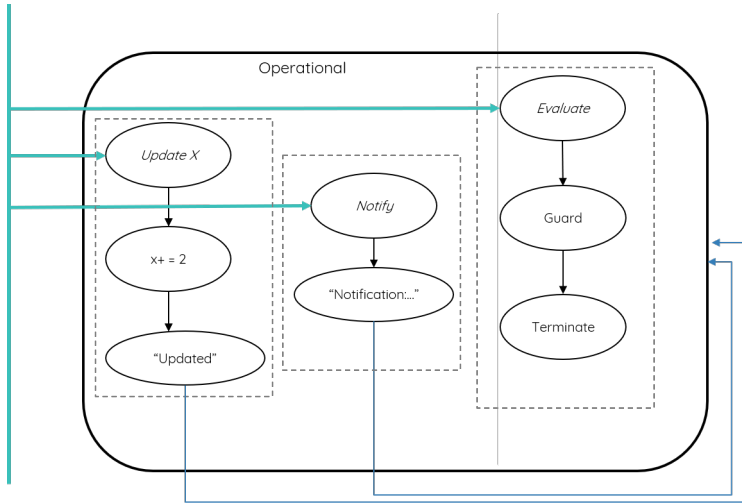 Operational
Evaluate
Update X
Notify
Guard
x+ = 2
“Notification:...”
Terminate
“Updated”